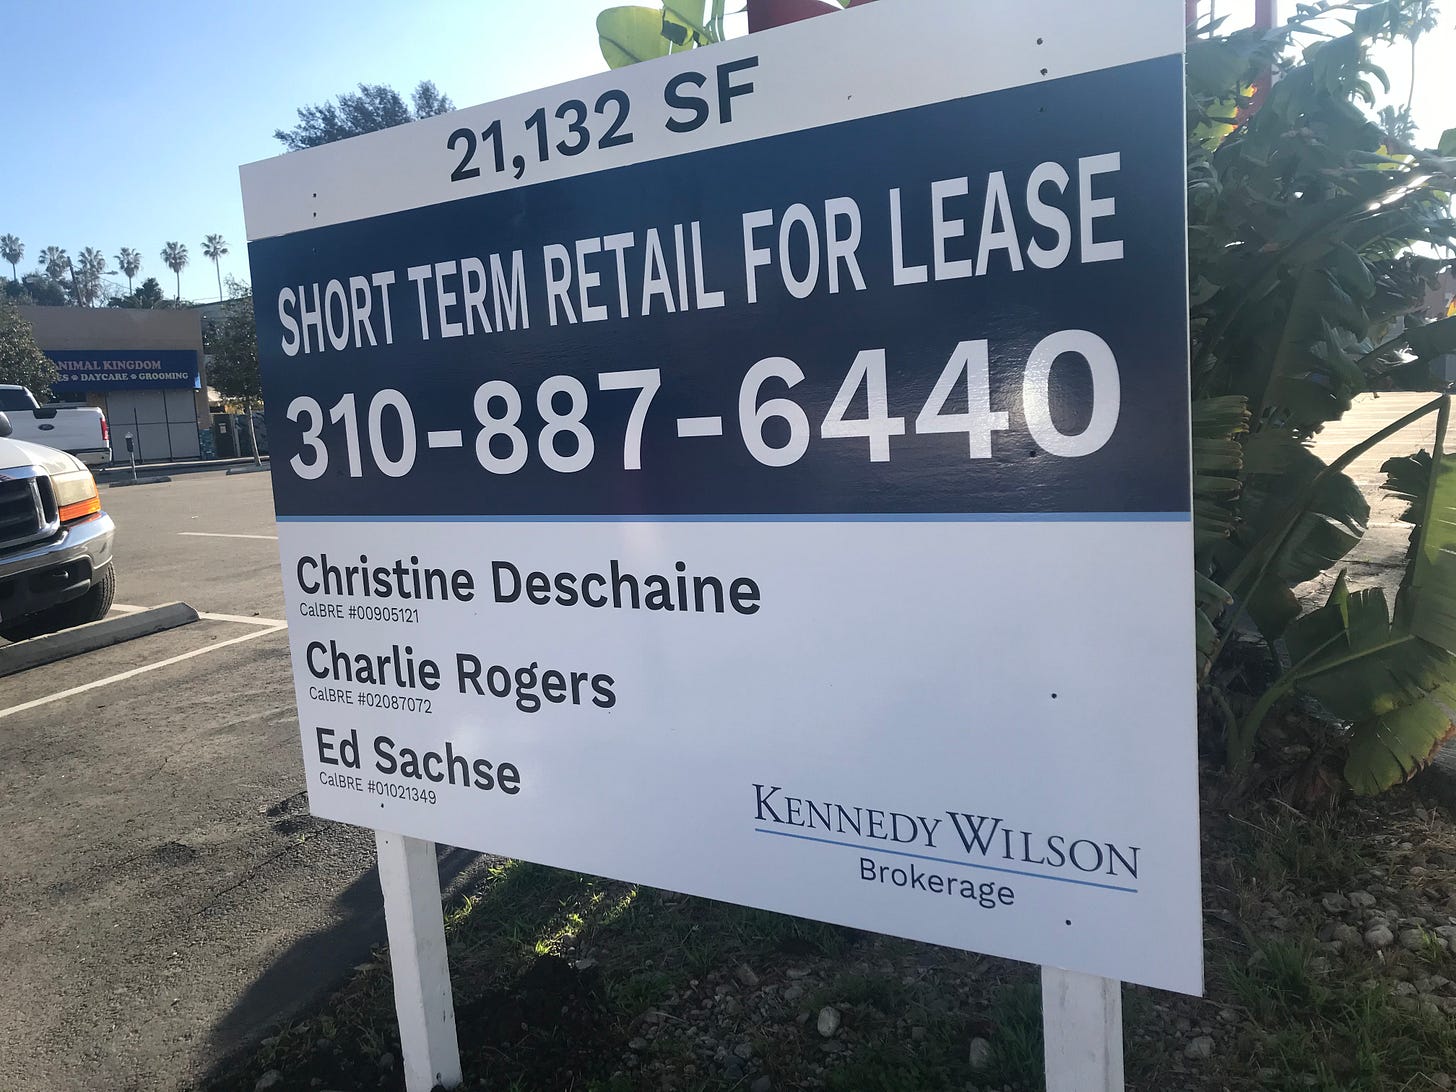 21,132 SF
SHORT TERM RETAIL FOR LEASE
310-887-6440
Christine Deschaine
CalBRE #00905121
Charlie Rogers
CalBRE #02087072
Ed Sachse
CalBRE #01021349
KENNEDY WILSON
Brokerage
ANIMAL KINGDOM
DAYCARE GROOMING